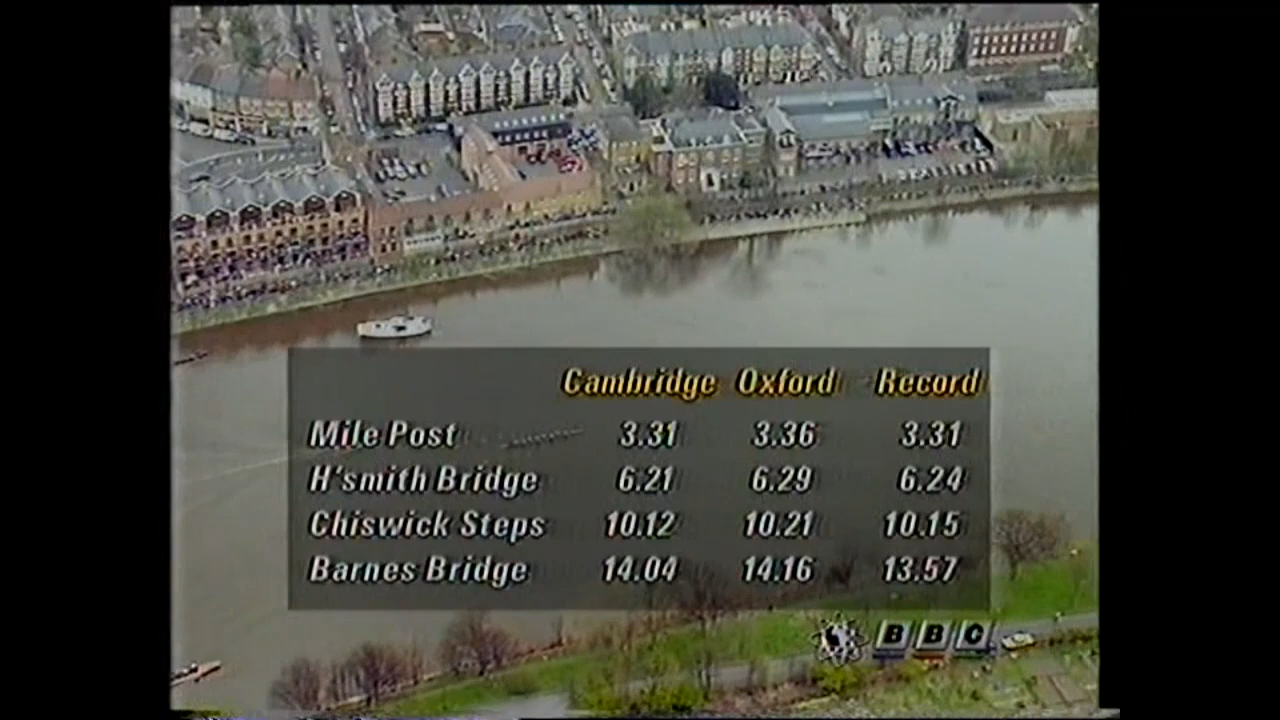 Cambridge Oxford Record
Mile Post 3.31 3.36 3.31
H'smith Bridge 6.21 6.29 6.24
Chiswick Steps 10.12 10.21 10.15
Barnes Bridge 14.04 14.16 13.57
BBC